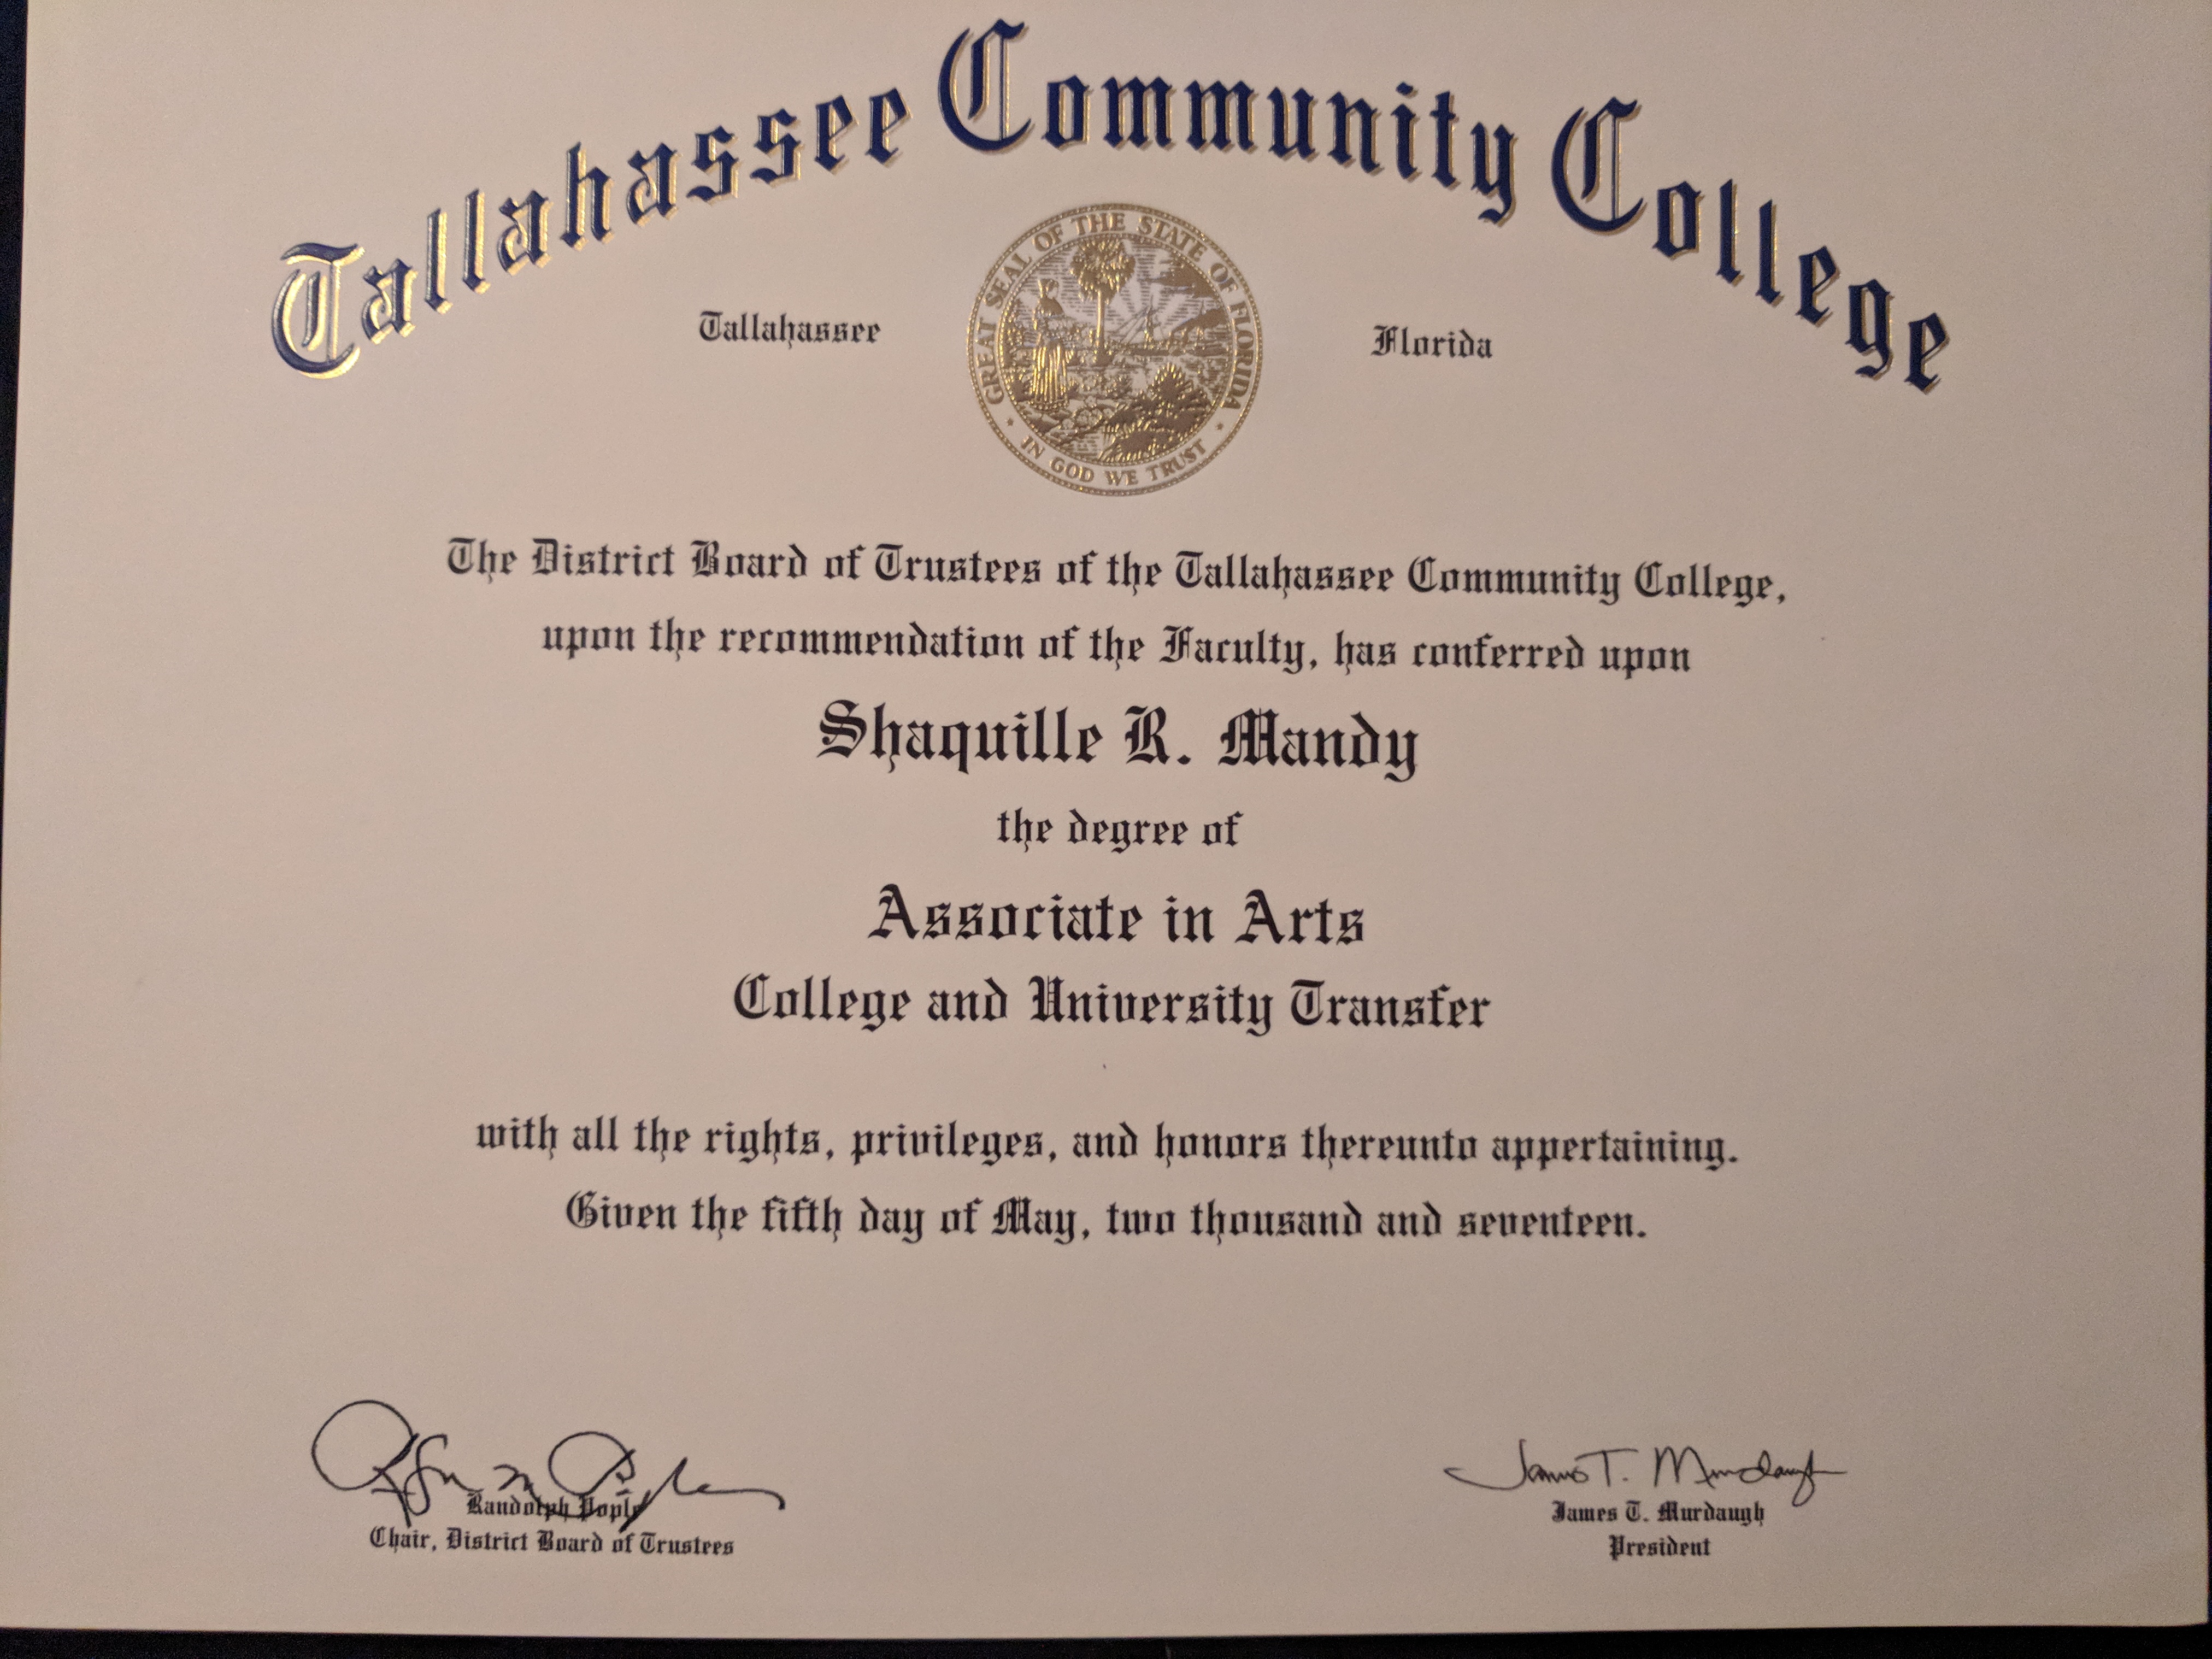 Tallahassee Community College
Tallahassee
GREAT SEAL OF THE STATE OF FLORIDA
IN GOD WE TRUST
Florida
The District Board of Trustees of the Tallahassee Community College,
upon the recommendation of the Faculty, has conferred upon
Shaquille R. Mandy
the degree of
Associate in Arts
College and University Transfer
with all the rights, privileges, and honors thereunto appertaining.
Given the fifth day of May, two thousand and seventeen.
Randolph Pople
Chair, District Board of Trustees
James T. Murdaugh
James T. Murdaugh
President